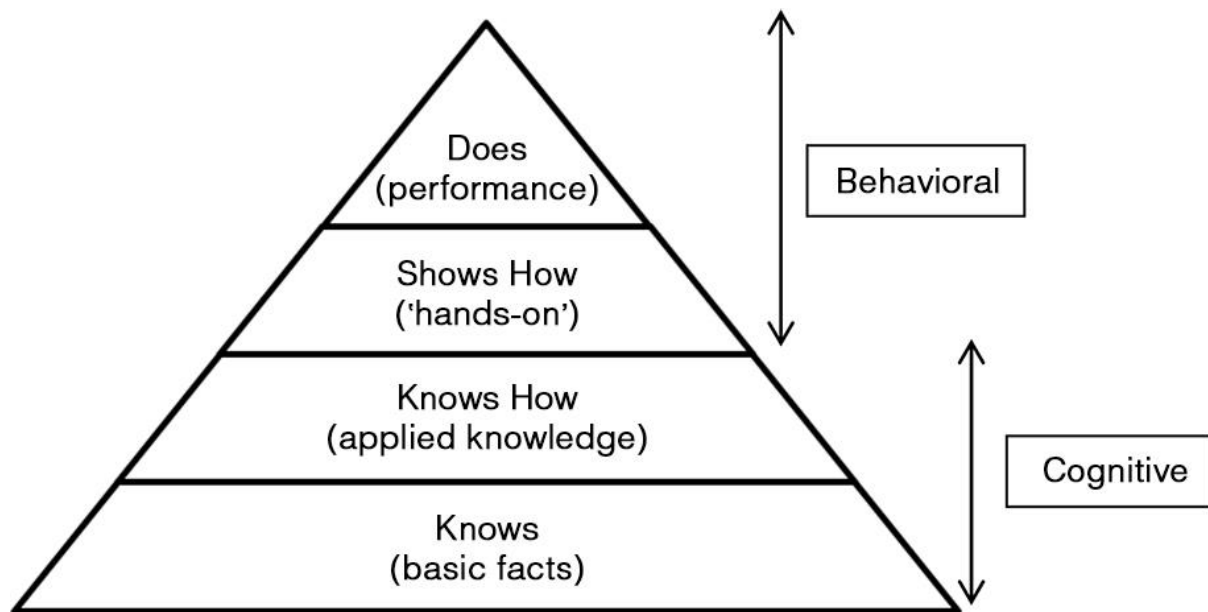 Does
(performance)
Behavioral
Shows How
(‘hands-on’)
Knows How
(applied knowledge)
Cognitive
Knows
(basic facts)